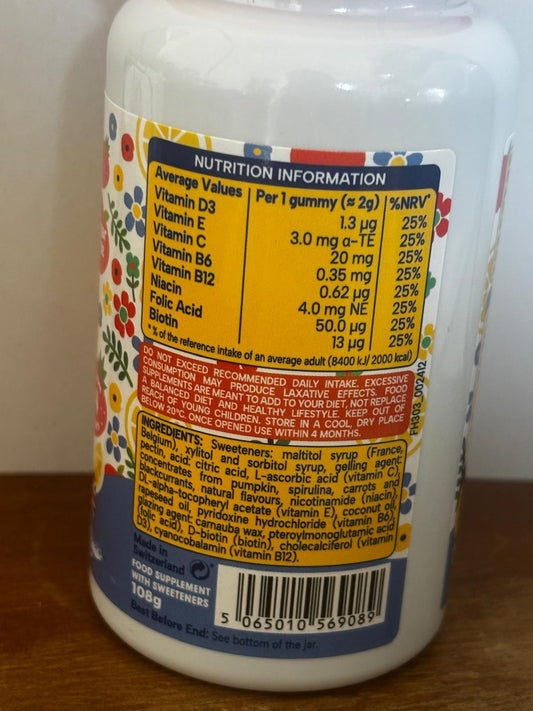 NUTRITION INFORMATION
Average Values Per 1 gummy (≈ 2g) %NRV*
Vitamin D3 1.3 µg 25%
Vitamin E 3.0 mg α-TE 25%
Vitamin C 20 mg 25%
Vitamin B6 0.35 mg 25%
Vitamin B12 0.62 µg 25%
Niacin 4.0 mg NE 25%
Folic Acid 50.0 µg 25%
Biotin 13 µg 25%
* % of the reference intake of an average adult (8400 kJ/ 2000 kcal)
DO NOT EXCEED RECOMMENDED DAILY INTAKE. EXCESSIVE
CONSUMPTION MAY PRODUCE LAXATIVE EFFECTS. FOOD
SUPPLEMENTS ARE MEANT TO ADD TO YOUR DIET, NOT REPLACE
A BALANCED DIET AND HEALTHY LIFESTYLE. KEEP OUT OF
REACH OF YOUNG CHILDREN. STORE IN A COOL, DRY PLACE
BELOW 20°C. ONCE OPENED USE WITHIN 4 MONTHS.
FH303_002412
INGREDIENTS: Sweeteners: maltitol syrup (France,
Belgium), xylitol and sorbitol syrup, gelling agent:
pectin, acid: citric acid, L-ascorbic acid (vitamin C),
concentrates from pumpkin, spirulina, carrots and
blackcurrants, natural flavours, nicotinamide (niacin),
DL-alpha-tocopheryl acetate (vitamin E), coconut oil,
rapeseed oil, pyridoxine hydrochloride (vitamin B6),
glazing agent: carnauba wax, pteroylmonoglutamic acid
(folic acid), D-biotin (biotin), cholecalciferol (vitamin
D3), cyanocobalamin (vitamin B12).
Made in
Switzerland
FOOD SUPPLEMENT
WITH SWEETENERS
108g
5 065010 569089
Best Before End: See bottom of the jar.